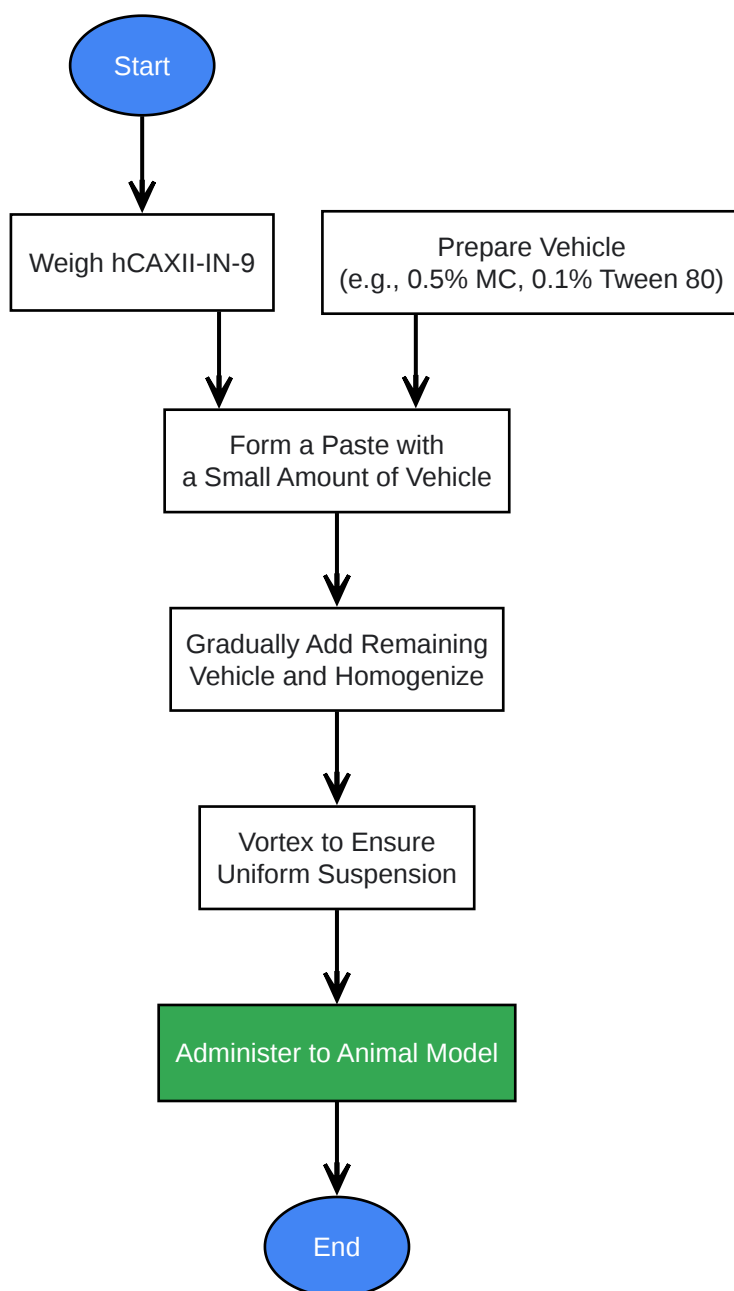 Start
Weigh hCAXII-IN-9
Prepare Vehicle
(e.g., 0.5% MC, 0.1% Tween 80)
Form a Paste with
a Small Amount of Vehicle
Gradually Add Remaining
Vehicle and Homogenize
Vortex to Ensure
Uniform Suspension
Administer to Animal Model
End